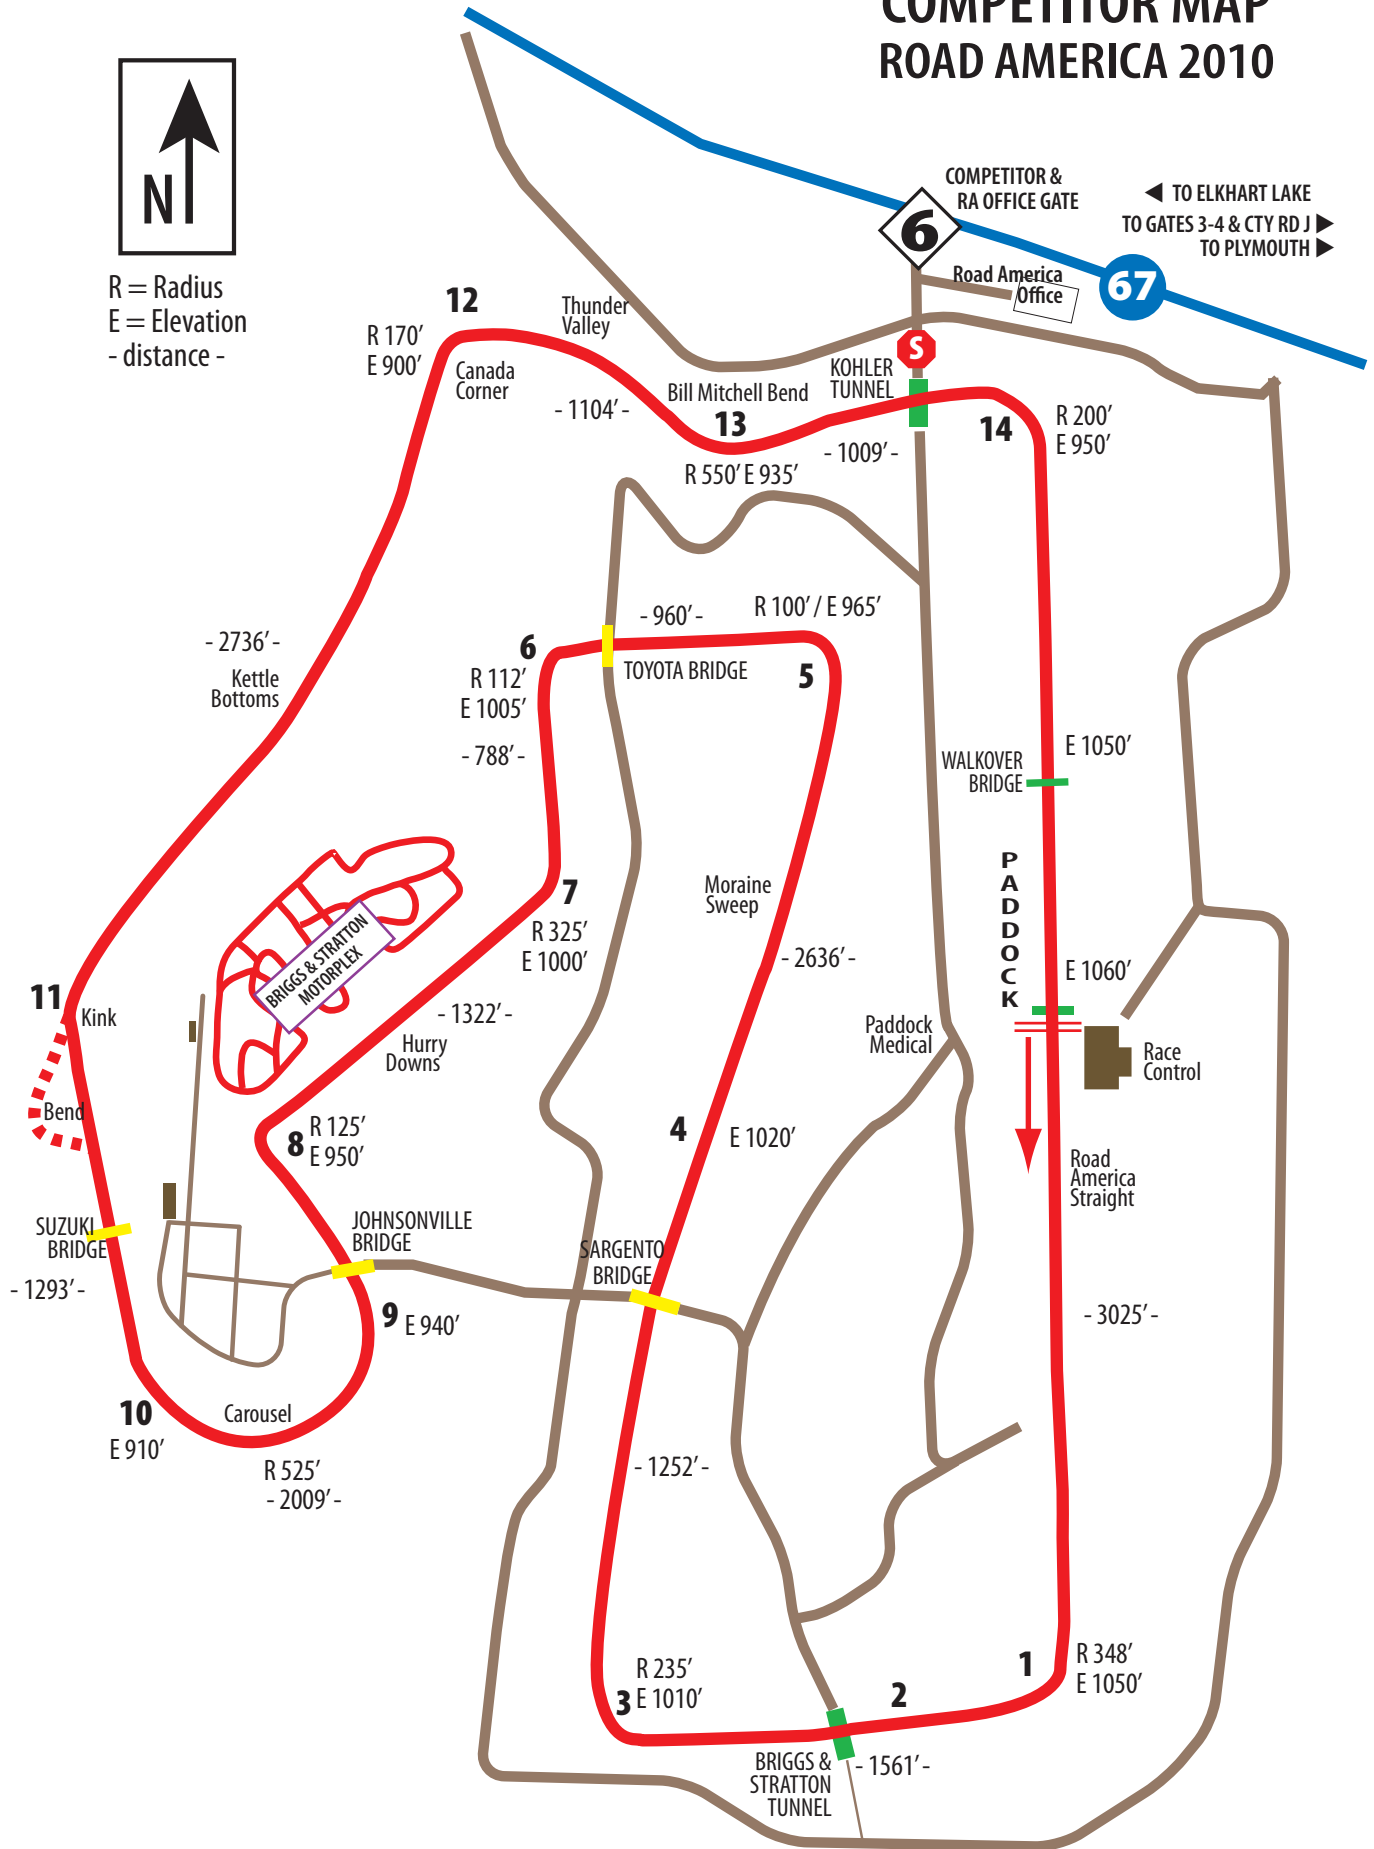 COMPETITOR MAP
ROAD AMERICA 2010
N
R = Radius
E = Elevation
- distance -
COMPETITOR &
RA OFFICE GATE
6
◀ TO ELKHART LAKE
TO GATES 3-4 & CTY RD J ▶
TO PLYMOUTH ▶
67
Road America
Office
S
KOHLER
TUNNEL
12
R 170′
E 900′
Canada
Corner
Thunder
Valley
- 1104′ -
Bill Mitchell Bend
13
R 550′ E 935′
- 1009′ -
14
R 200′
E 950′
- 2736′ -
Kettle
Bottoms
6
R 112′
E 1005′
- 788′ -
- 960′ -
TOYOTA BRIDGE
R 100′ / E 965′
5
WALKOVER
BRIDGE
E 1050′
PADDOCK
E 1060′
Moraine
Sweep
- 2636′ -
7
R 325′
E 1000′
BRIGGS & STRATTON
MOTORPLEX
- 1322′ -
Hurry
Downs
11
Kink
Bend
Paddock
Medical
Race
Control
8
R 125′
E 950′
4
E 1020′
Road
America
Straight
SUZUKI
BRIDGE
- 1293′ -
JOHNSONVILLE
BRIDGE
SARGENTO
BRIDGE
9
E 940′
- 3025′ -
10
E 910′
Carousel
R 525′
- 2009′ -
- 1252′ -
3
R 235′
E 1010′
2
1
R 348′
E 1050′
BRIGGS &
STRATTON
TUNNEL
- 1561′ -